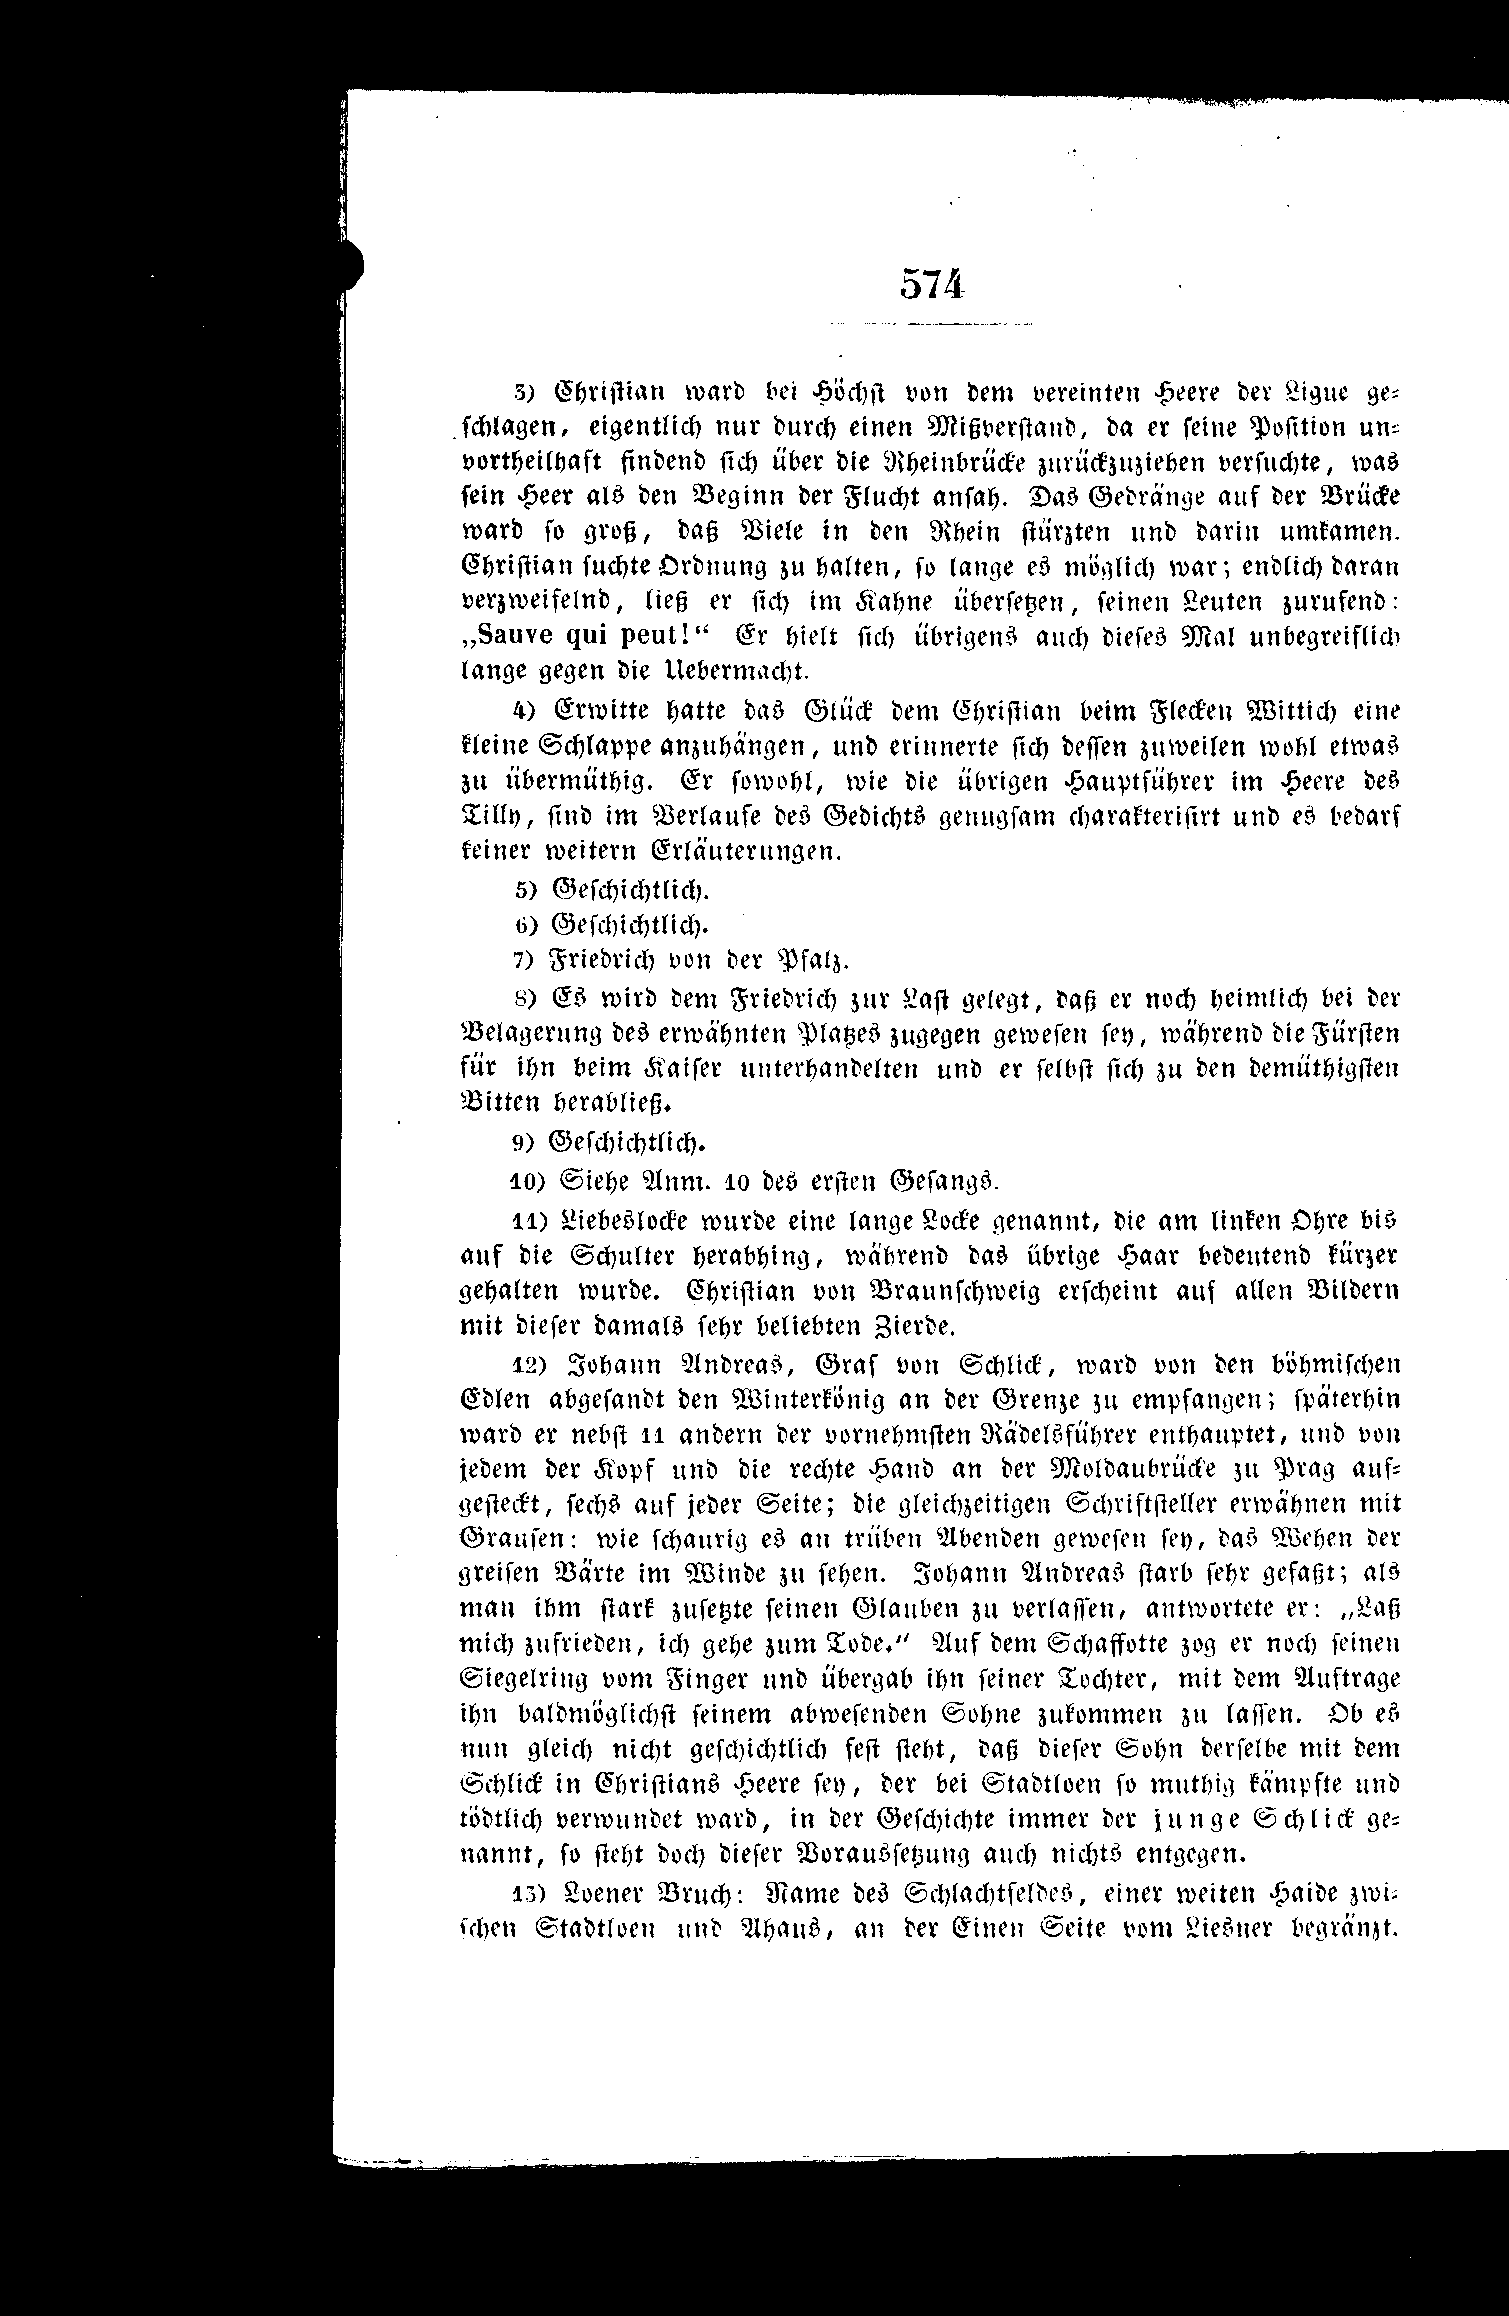 574
3) Christian ward bei Höchst von dem vereinten Heere der Ligue ge-
schlagen, eigentlich nur durch einen Mißverstand, da er seine Position un-
vortheilhaft findend sich über die Rheinbrücke zurückzuziehen versuchte, was
sein Heer als den Beginn der Flucht ansah. Das Gedränge auf der Brücke
ward so groß, daß Viele in den Rhein stürzten und darin umkamen.
Christian suchte Ordnung zu halten, so lange es möglich war; endlich daran
verzweifelnd, ließ er sich im Kahne übersetzen, seinen Leuten zurufend:
„Sauve qui peut!“ Er hielt sich übrigens auch dieses Mal unbegreiflich
lange gegen die Uebermacht.
4) Erwitte hatte das Glück dem Christian beim Flecken Wittich eine
kleine Schlappe anzuhängen, und erinnerte sich dessen zuweilen wohl etwas
zu übermüthig. Er sowohl, wie die übrigen Hauptführer im Heere des
Tilly, sind im Verlaufe des Gedichts genugsam charakterisirt und es bedarf
keiner weitern Erläuterungen.
5) Geschichtlich.
6) Geschichtlich.
7) Friedrich von der Pfalz.
8) Es wird dem Friedrich zur Last gelegt, daß er noch heimlich bei der
Belagerung des erwähnten Platzes zugegen gewesen sey, während die Fürsten
für ihn beim Kaiser unterhandelten und er selbst sich zu den demüthigsten
Bitten herabließ.
9) Geschichtlich.
10) Siehe Anm. 10 des ersten Gesangs.
11) Liebeslocke wurde eine lange Locke genannt, die am linken Ohre bis
auf die Schulter herabhing, während das übrige Haar bedeutend kürzer
gehalten wurde. Christian von Braunschweig erscheint auf allen Bildern
mit dieser damals sehr beliebten Zierde.
12) Johann Andreas, Graf von Schlick, ward von den böhmischen
Edlen abgesandt den Winterkönig an der Grenze zu empfangen; späterhin
ward er nebst 11 andern der vornehmsten Rädelsführer enthauptet, und von
jedem der Kopf und die rechte Hand an der Moldaubrücke zu Prag auf-
gesteckt, sechs auf jeder Seite; die gleichzeitigen Schriftsteller erwähnen mit
Grausen: wie schaurig es an trüben Abenden gewesen sey, das Wehen der
greisen Bärte im Winde zu sehen. Johann Andreas starb sehr gefaßt; als
man ihm stark zusetzte seinen Glauben zu verlassen, antwortete er: „Laß
mich zufrieden, ich gehe zum Tode.“ Auf dem Schaffotte zog er noch seinen
Siegelring vom Finger und übergab ihn seiner Tochter, mit dem Auftrage
ihn baldmöglichst seinem abwesenden Sohne zukommen zu lassen. Ob es
nun gleich nicht geschichtlich fest steht, daß dieser Sohn derselbe mit dem
Schlick in Christians Heere sey, der bei Stadtloen so muthig kämpfte und
tödtlich verwundet ward, in der Geschichte immer der junge Schlick ge-
nannt, so steht doch dieser Voraussetzung auch nichts entgegen.
13) Loener Bruch: Name des Schlachtfeldes, einer weiten Haide zwi-
schen Stadtloen und Ahaus, an der Einen Seite vom Liesner begränzt.